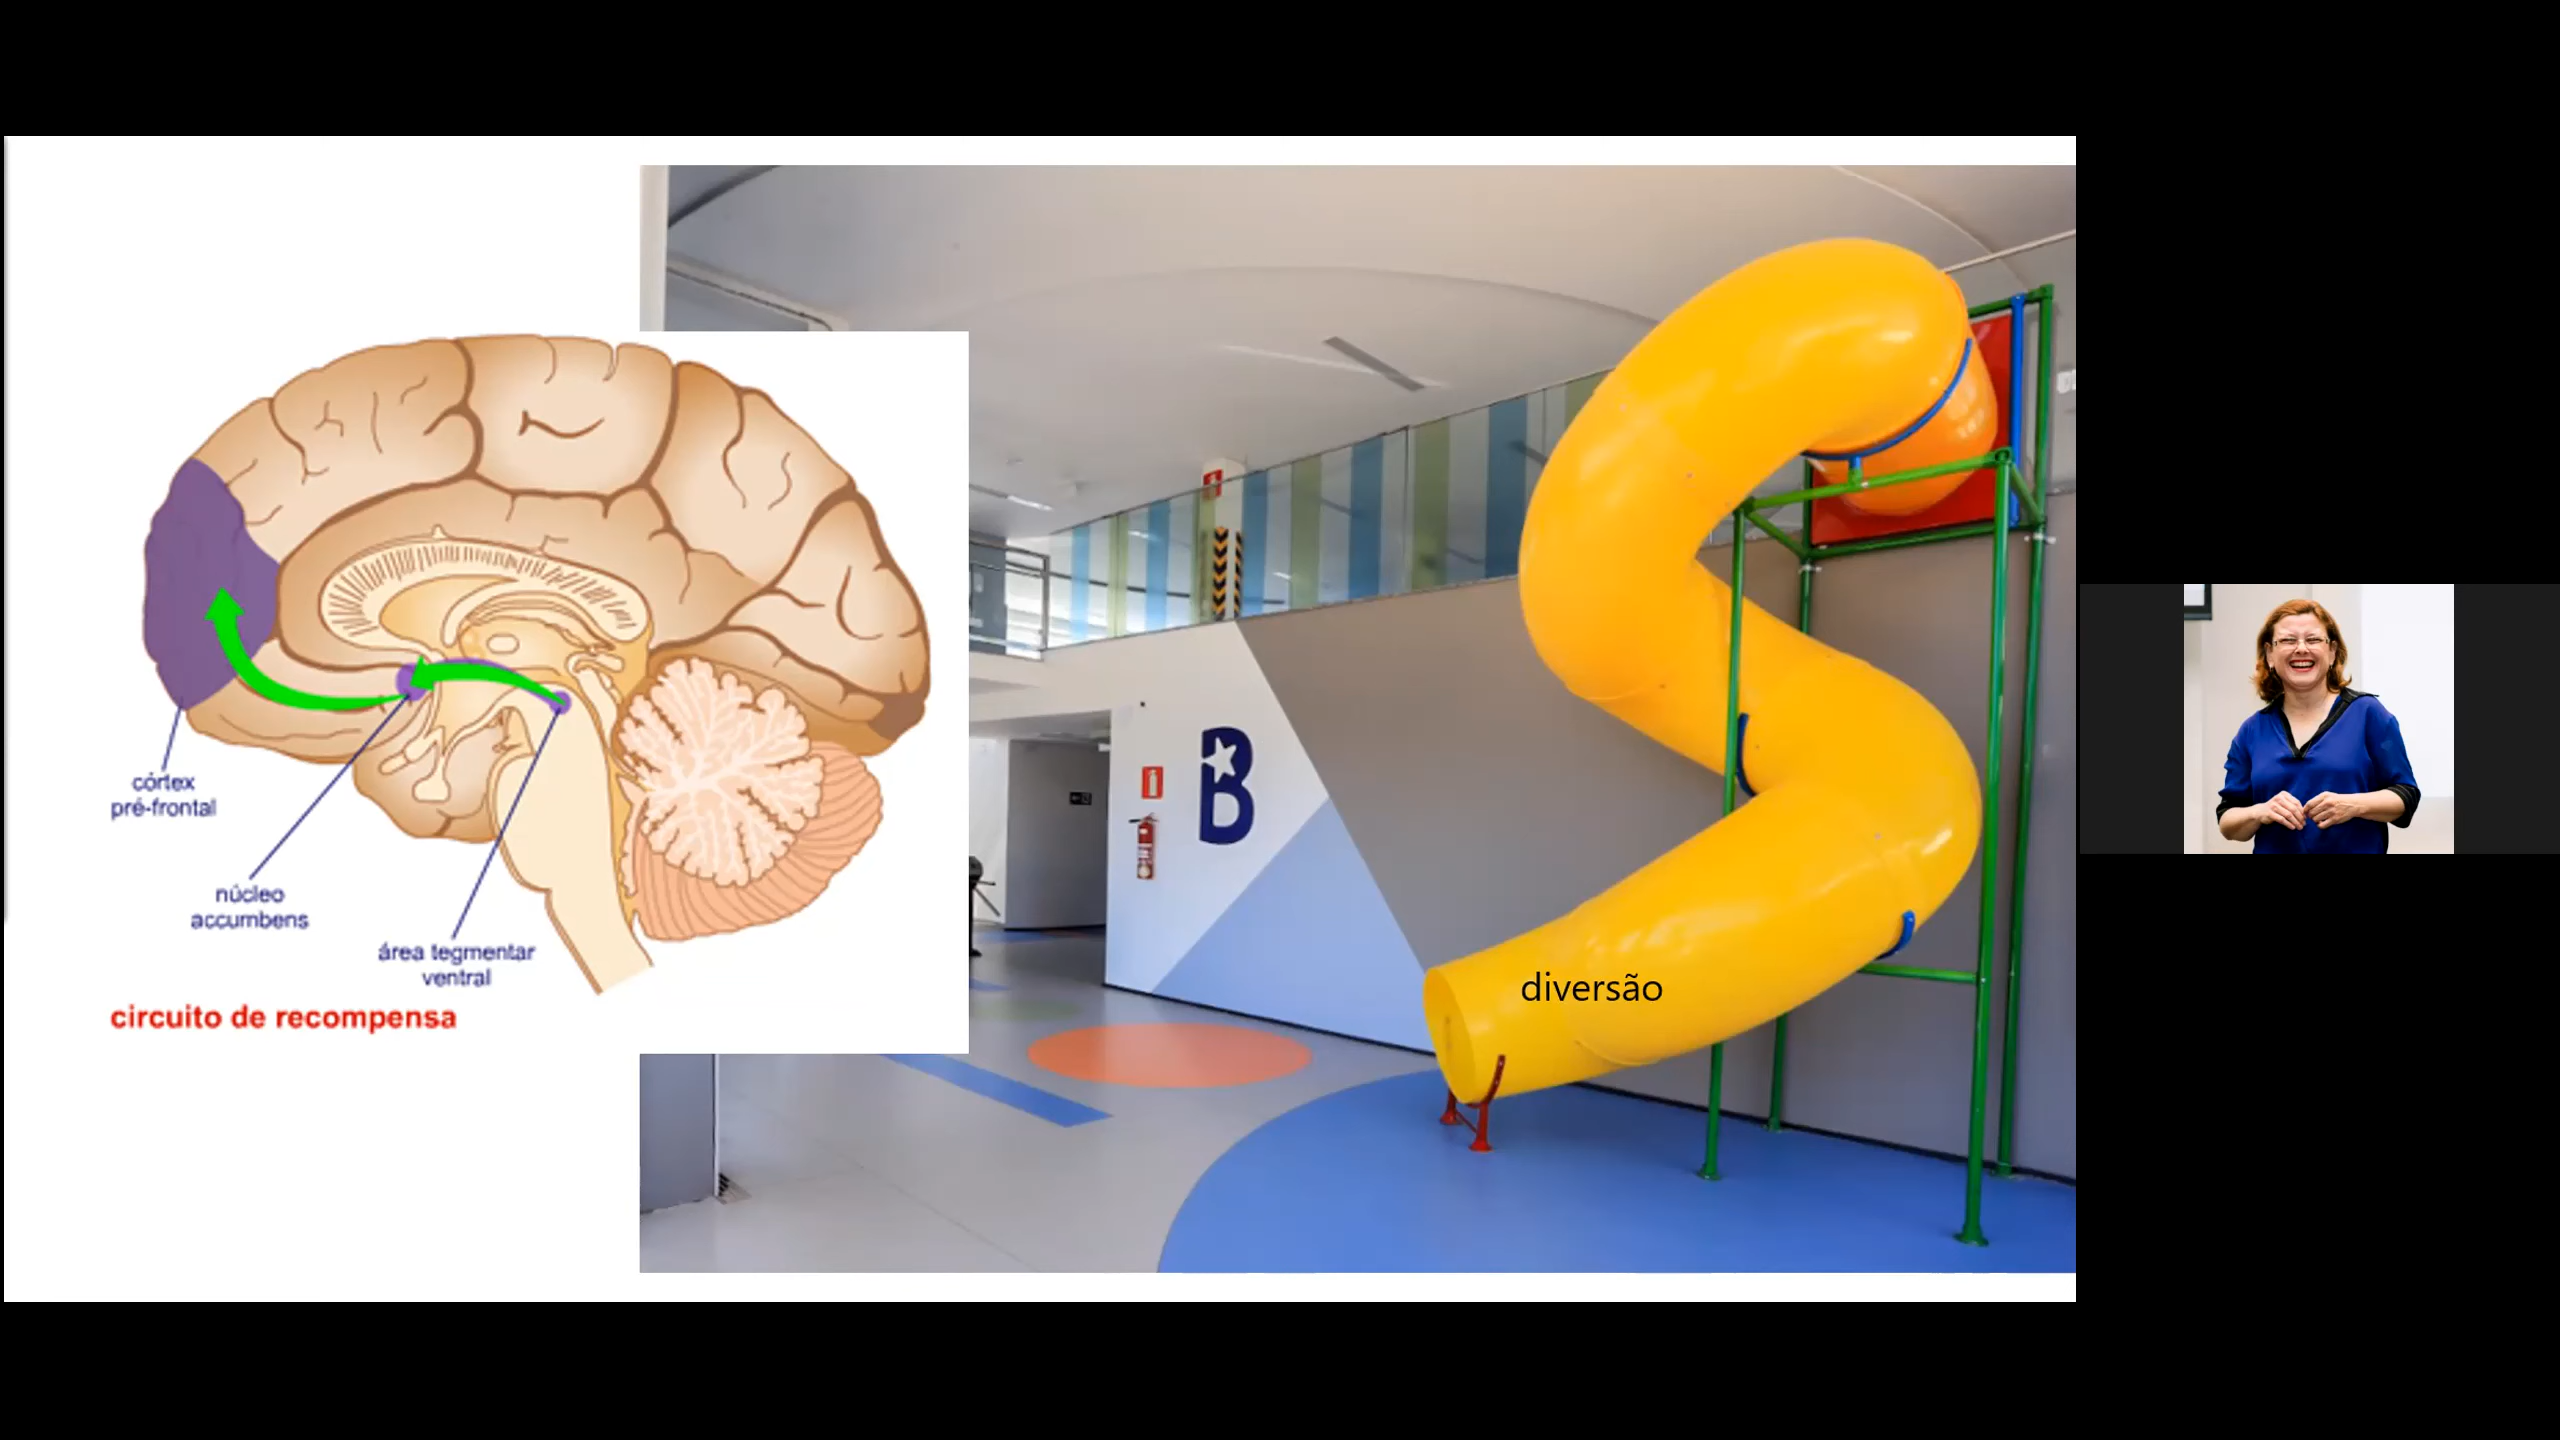 córtex
pré-frontal
núcleo
accumbens
área tegmentar
ventral
circuito de recompensa
B
diversão